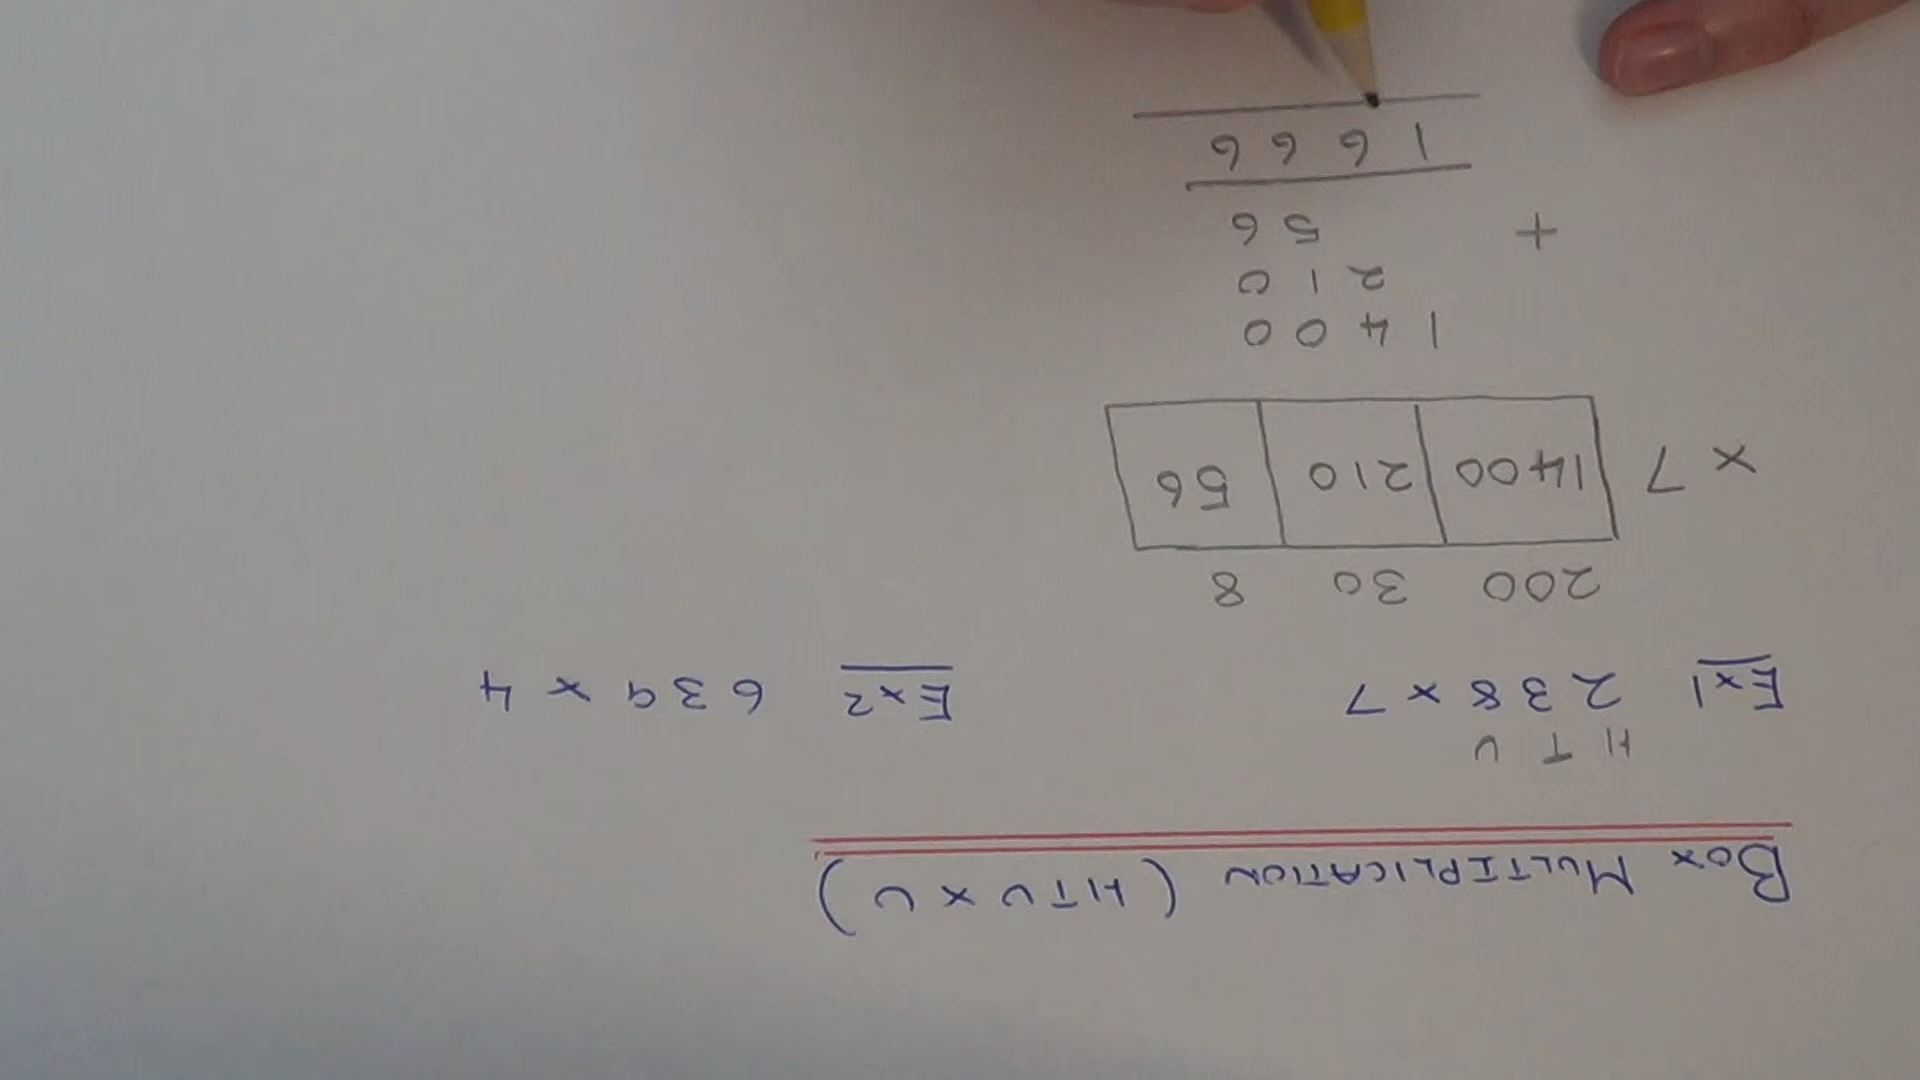 BOX MULTIPLICATION (HTU x U)
H T U
Ex1 238 x 7
Ex2 639 x 4
200 30 8
x 7 1400 210 56
1400
210
+ 56
1666